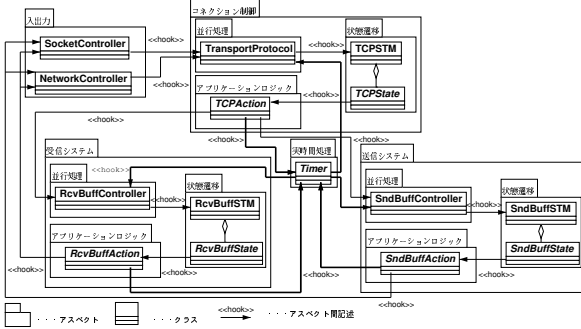 コネクション制御
入出力
並行処理
状態遷移
SocketController
<<hook>>
TransportProtocol
<<hook>>
TCPSTM
NetworkController
<<hook>>
アプリケーションロジック
TCPState
TCPAction
<<hook>>
<<hook>>
受信システム
実時間処理
送信システム
並行処理
<<hook>>
状態遷移
Timer
並行処理
状態遷移
RcvBuffController
<<hook>>
RcvBuffSTM
SndBuffController
<<hook>>
SndBuffSTM
アプリケーションロジック
アプリケーションロジック
RcvBuffAction
RcvBuffState
SndBuffAction
SndBuffState
<<hook>>
<<hook>>
<<hook>>
<<hook>>
<<hook>>
<<hook>>
・・・アスペクト
・・・クラス
<<hook>>
・・・アスペクト間記述